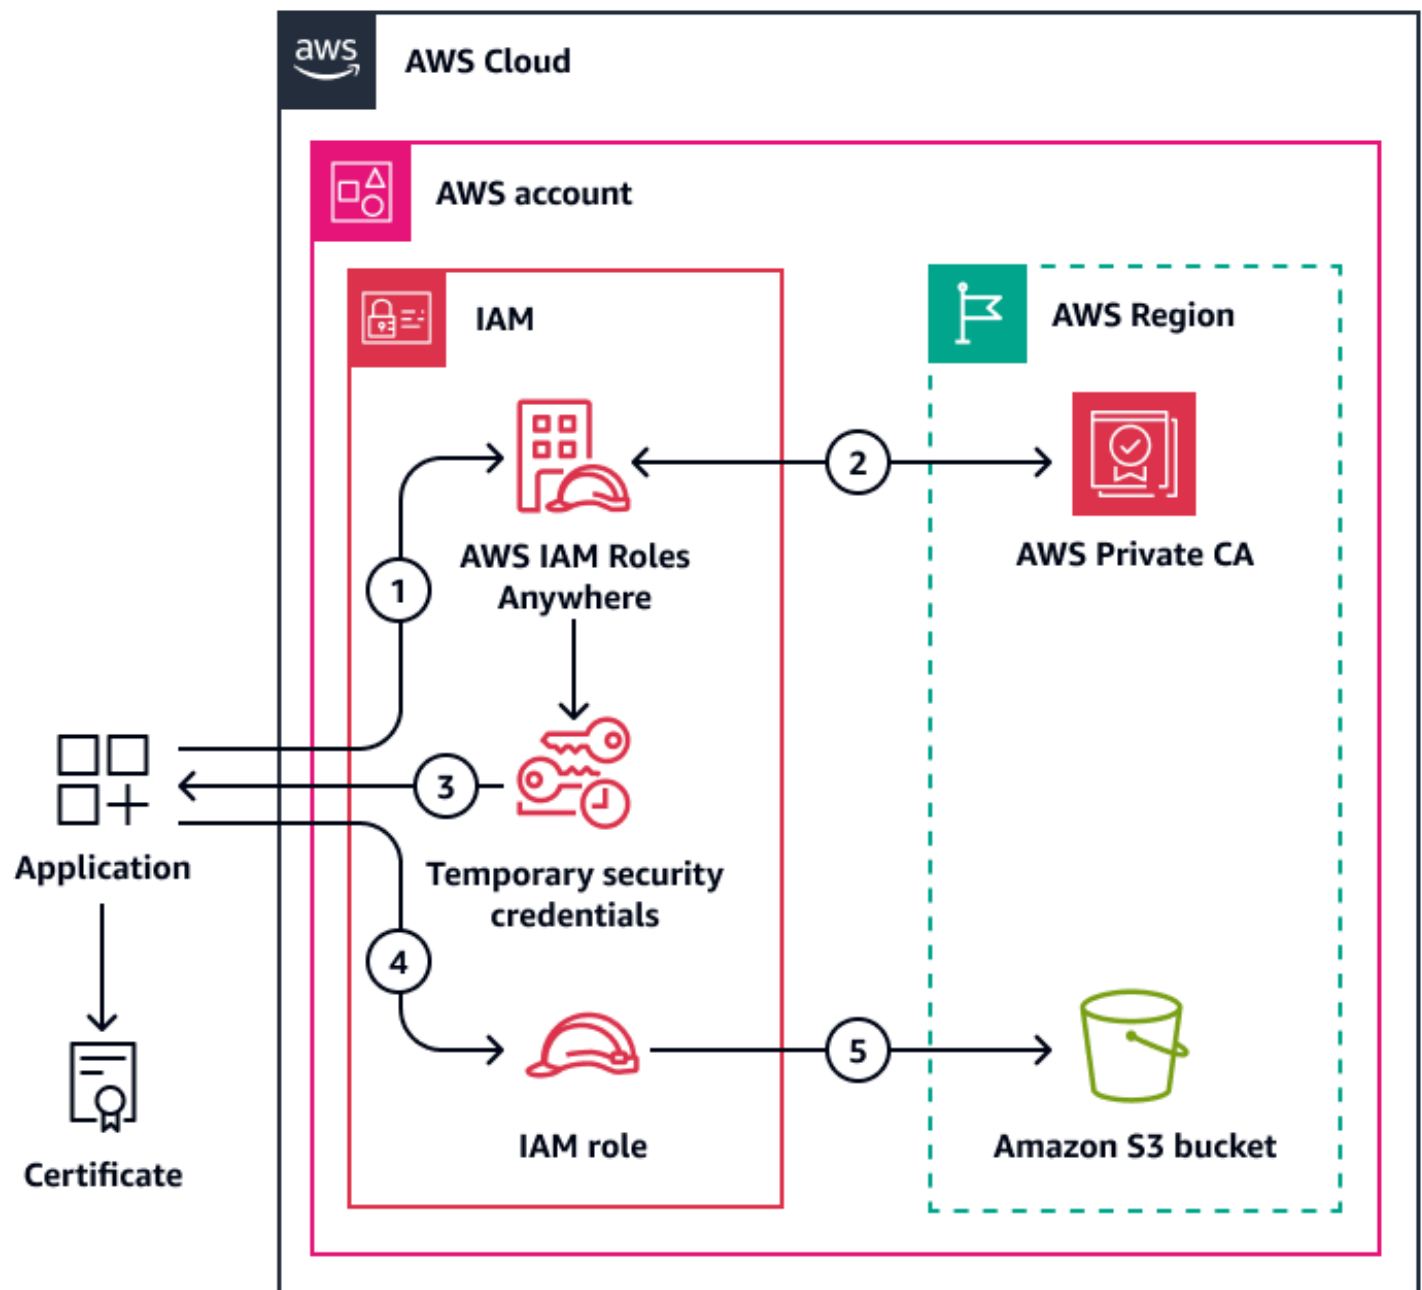 aws
AWS Cloud
AWS account
IAM
AWS Region
AWS IAM Roles
Anywhere
2
AWS Private CA
1
3
Application
Temporary security
credentials
4
5
Certificate
IAM role
Amazon S3 bucket